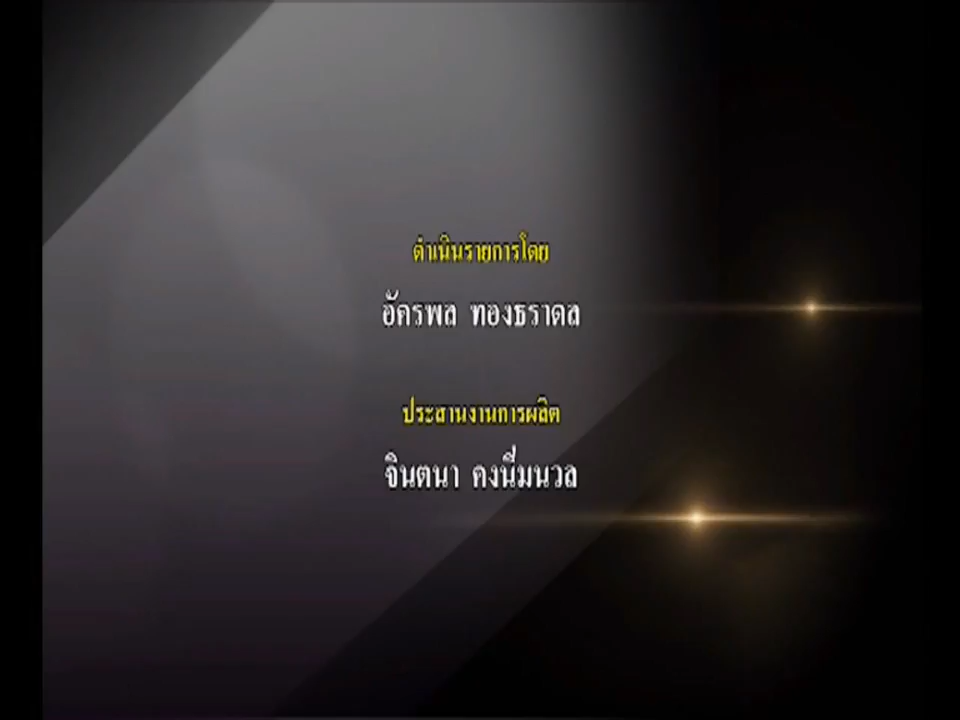 ดำเนินรายการโดย
อัครพล ทองธราดล
ประสานงานการผลิต
จินตนา คงนิ่มนวล